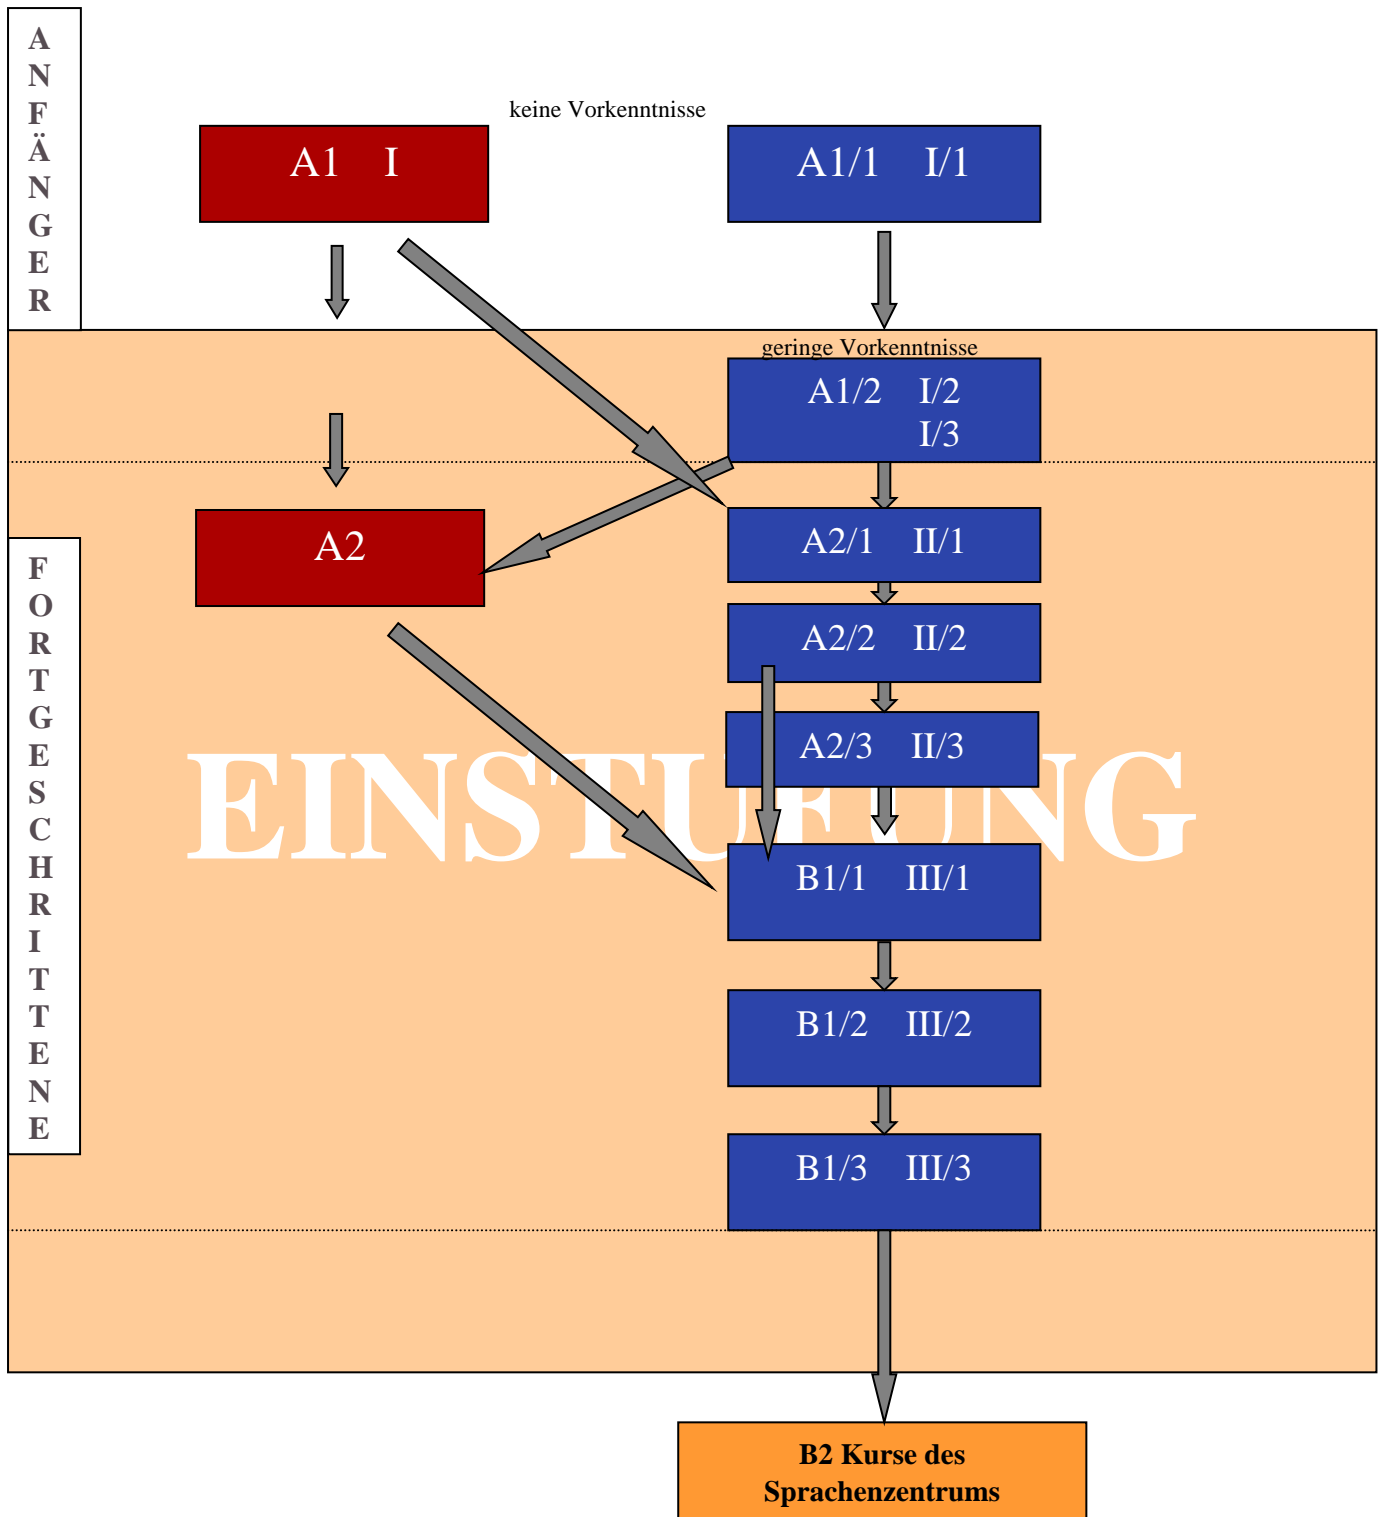 ANFÄNGER
keine Vorkenntnisse
A1 I
A1/1 I/1
geringe Vorkenntnisse
A1/2 I/2
I/3
A2/1 II/1
A2
FORTGESCHRITTENE
A2/2 II/2
A2/3 II/3
EINSTUFUNG
B1/1 III/1
B1/2 III/2
B1/3 III/3
B2 Kurse des
Sprachenzentrums